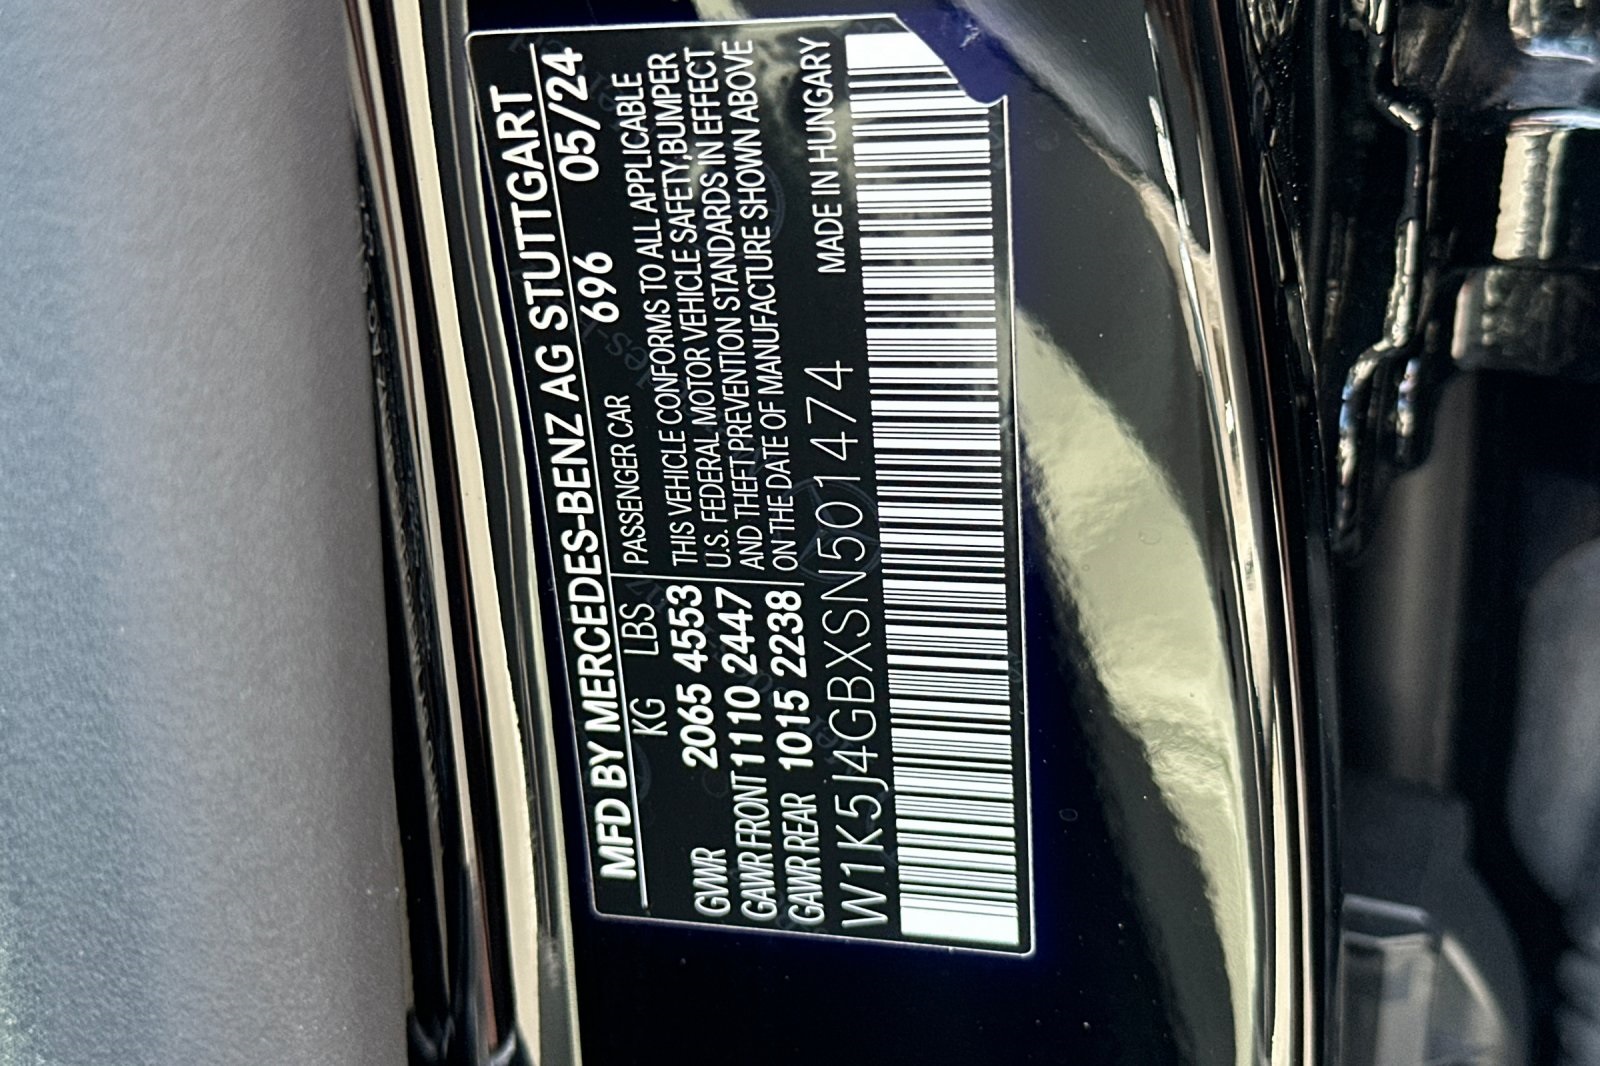 MFD BY MERCEDES-BENZ AG STUTTGART
KG LBS 696 05/24
PASSENGER CAR
GVWR 2065 4553
GAWR FRONT 1110 2447
GAWR REAR 1015 2238
THIS VEHICLE CONFORMS TO ALL APPLICABLE
U.S. FEDERAL MOTOR VEHICLE SAFETY,BUMPER
AND THEFT PREVENTION STANDARDS IN EFFECT
ON THE DATE OF MANUFACTURE SHOWN ABOVE
W1K5J4GBXSN501474 MADE IN HUNGARY